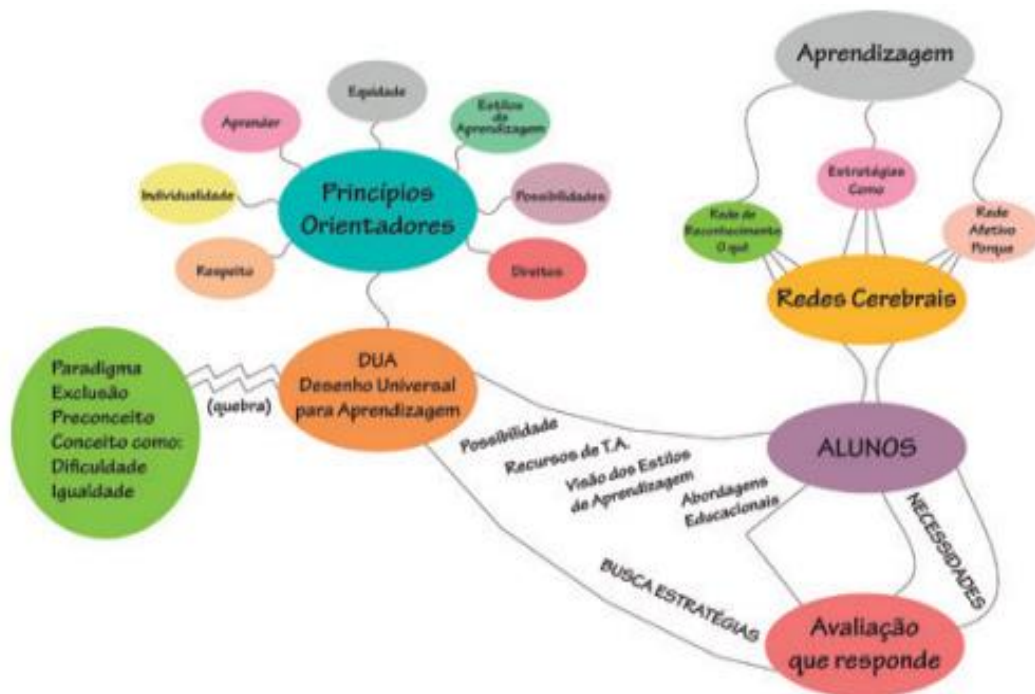 Aprendizagem
Equidade
Estilos
de
Aprendizagem
Aprender
Princípios
Orientadores
Individualidade
Possibilidades
Respeito
Direitos
Estratégias
Como
Rede de
Reconhecimento
O quê
Rede
Afetivo
Porque
Redes Cerebrais
Paradigma
Exclusão
Preconceito
Conceito como:
Dificuldade
Igualdade
(quebra)
DUA
Desenho Universal
para Aprendizagem
Possibilidade
Recursos de T.A.
Visão dos Estilos
de Aprendizagem
Abordagens
Educacionais
ALUNOS
NECESSIDADES
BUSCA ESTRATÉGIAS
Avaliação
que responde